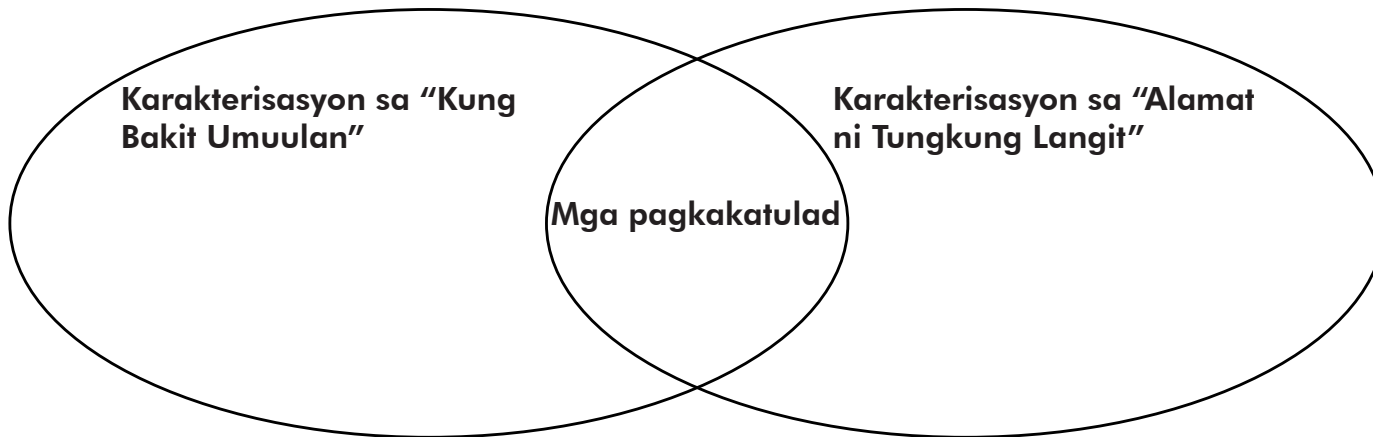 Karakterisasyon sa “Kung
Bakit Umuulan”
Karakterisasyon sa “Alamat
ni Tungkung Langit”
Mga pagkakatulad